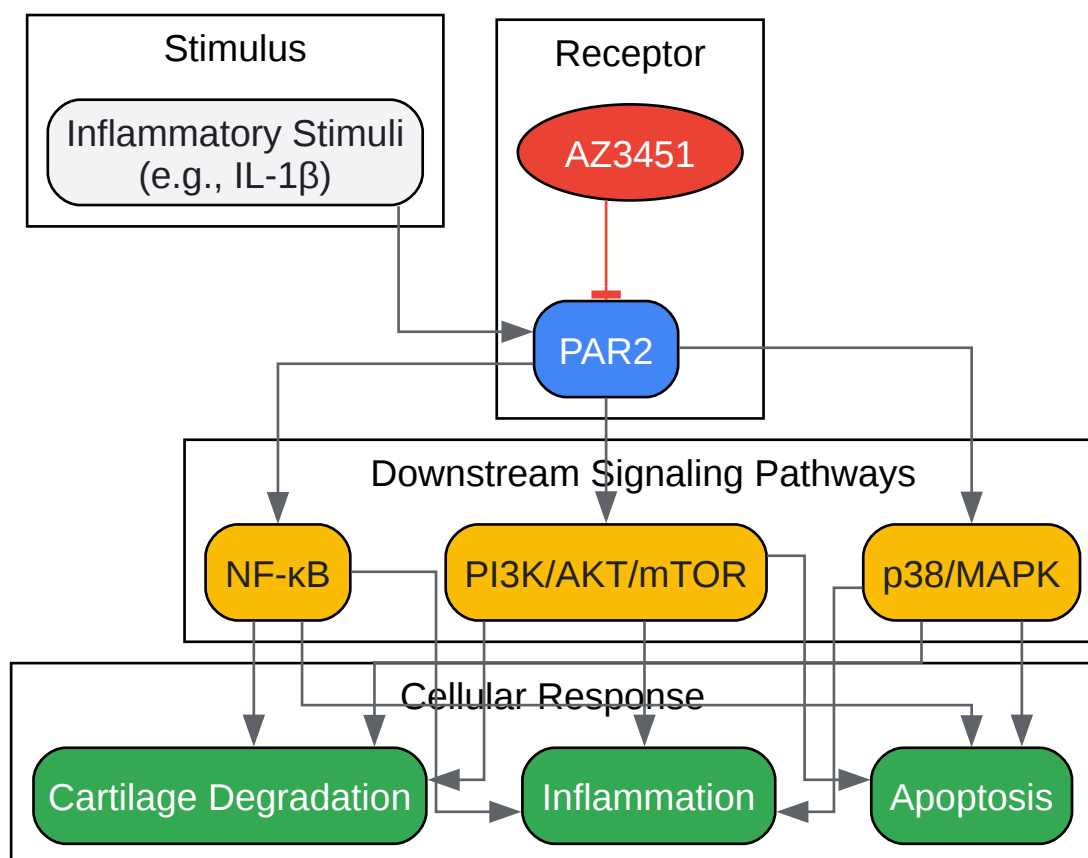 Stimulus
Inflammatory Stimuli
(e.g., IL-1β)
Receptor
AZ3451
PAR2
Downstream Signaling Pathways
NF-κB
PI3K/AKT/mTOR
p38/MAPK
Cellular Response
Cartilage Degradation
Inflammation
Apoptosis